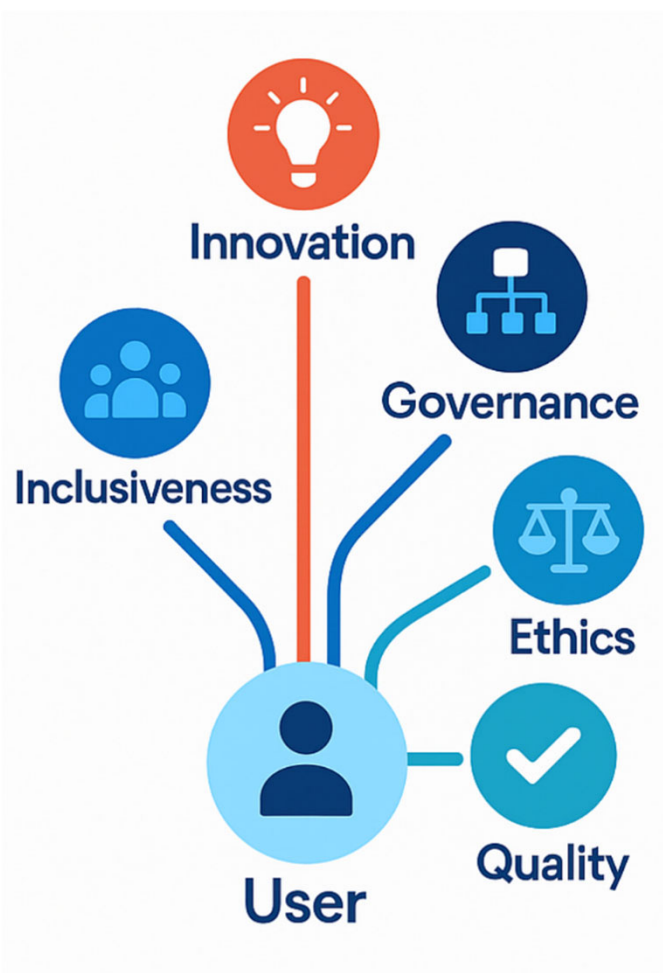 Innovation
Governance
Inclusiveness
Ethics
Quality
User